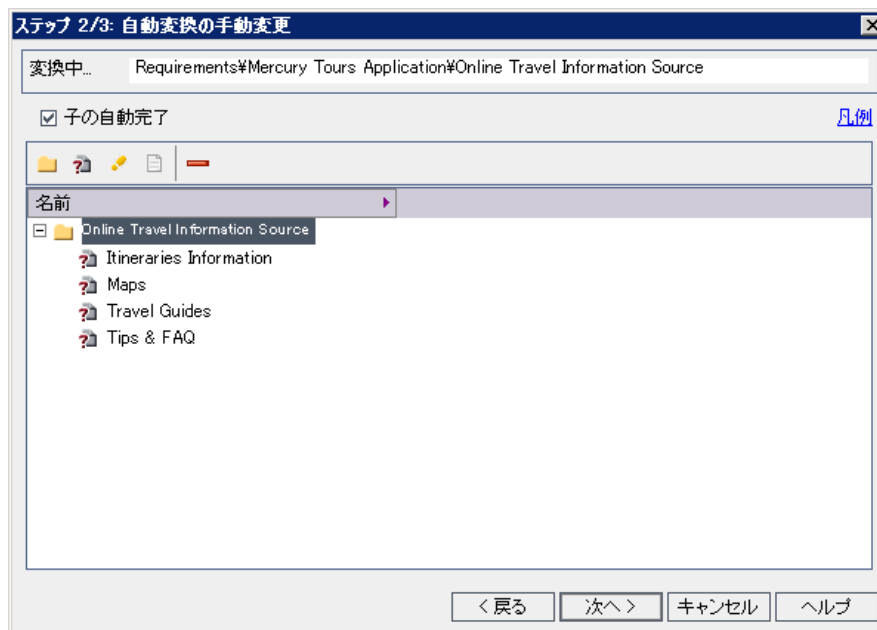 ステップ 2/3: 自動変換の手動変更
変換中... Requirements¥Mercury Tours Application¥Online Travel Information Source
子の自動完了 凡例
名前
Online Travel Information Source
Itineraries Information
Maps
Travel Guides
Tips & FAQ
< 戻る 次へ > キャンセル ヘルプ